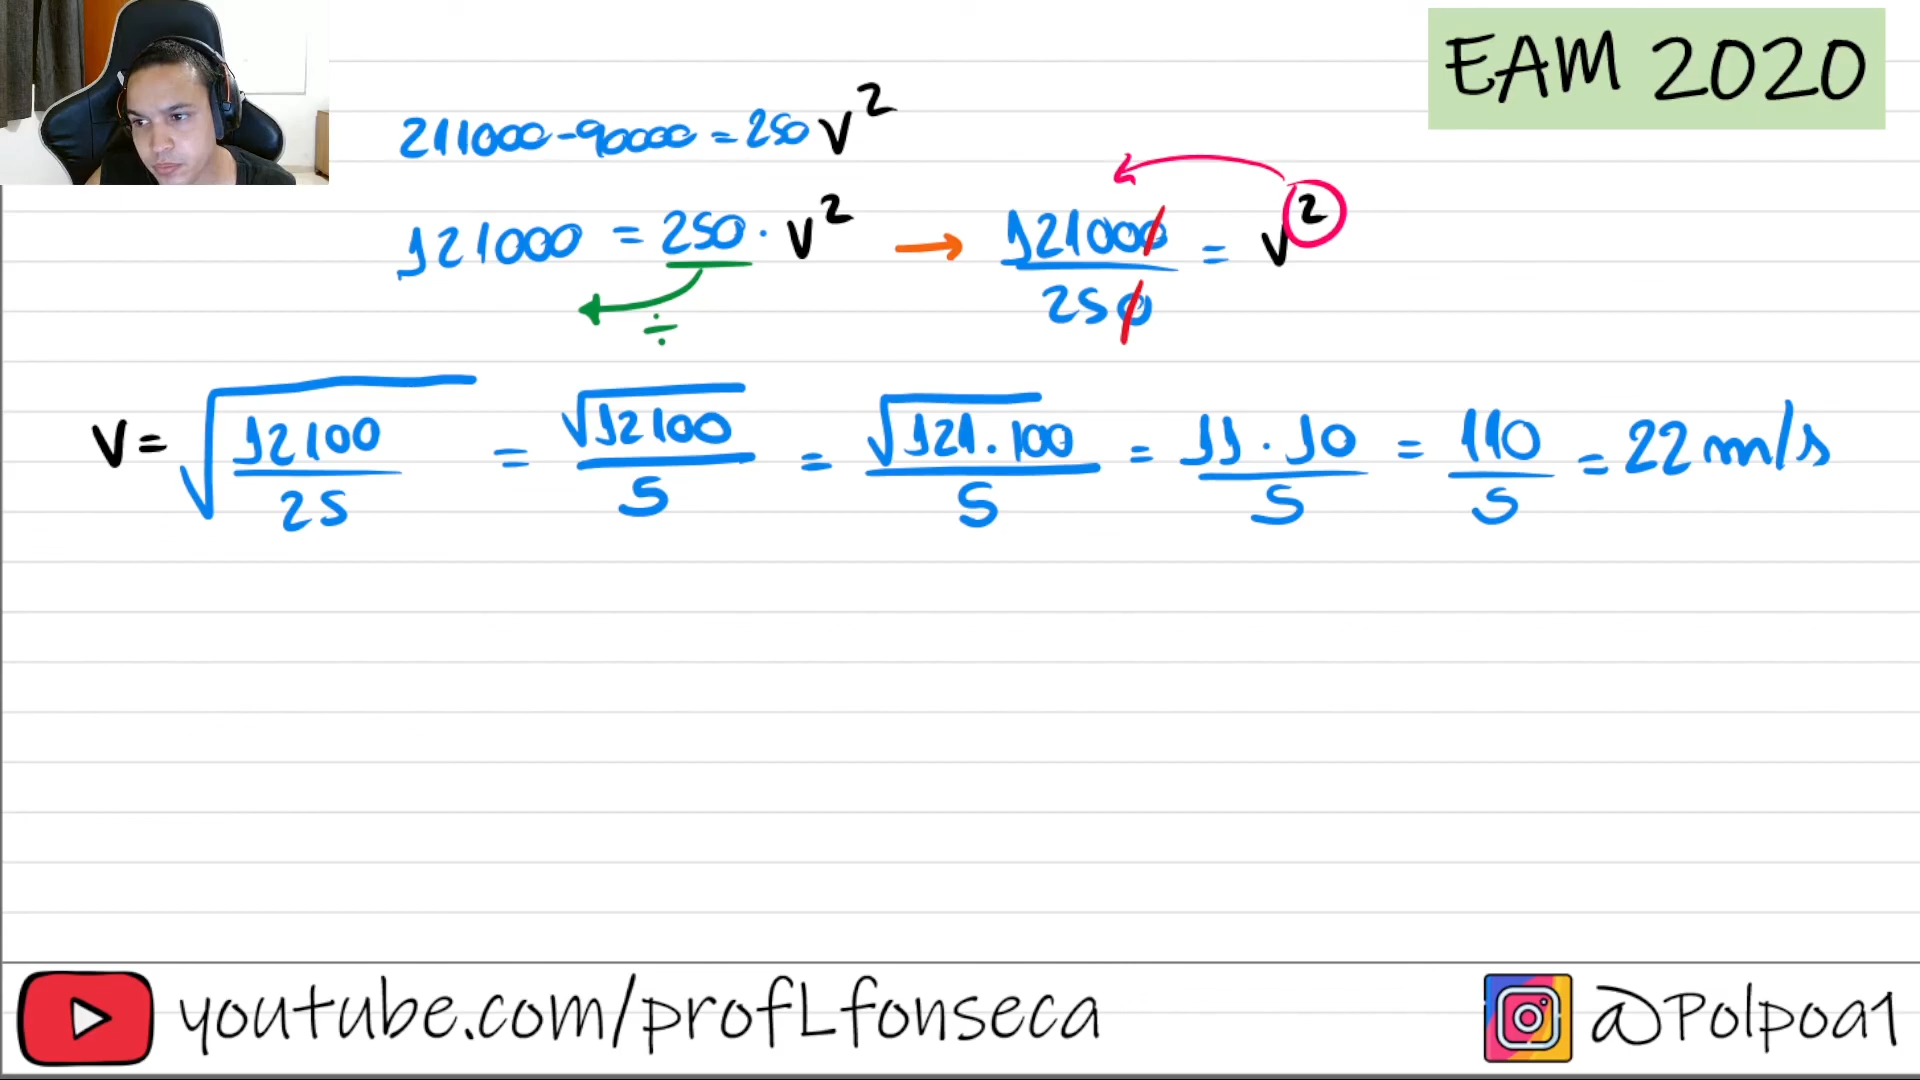 EAM 2020
211000-90000 = 250 V²
121000 = 250 · V² → 121000/250 = V²
÷
V = √(12100/25) = √12100/5 = √121.100/5 = 11 · 10/5 = 110/5 = 22 m/s
youtube.com/profLfonseca @Polpoa1